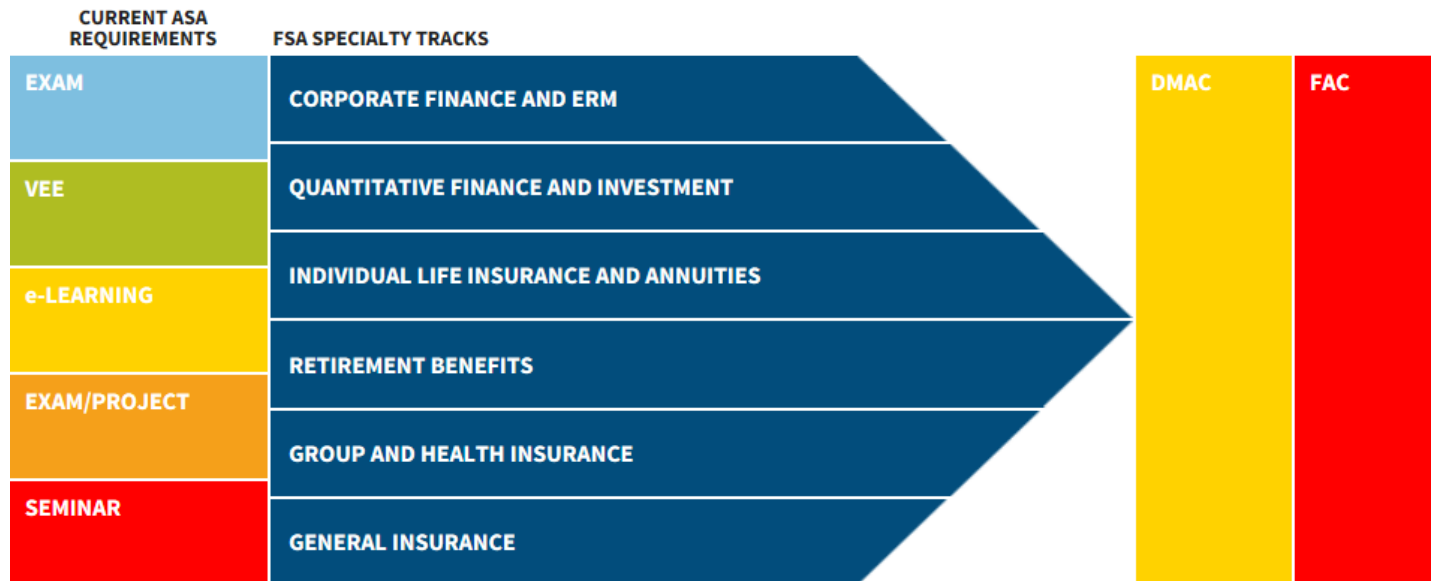 CURRENT ASA
REQUIREMENTS
FSA SPECIALTY TRACKS
EXAM
VEE
e-LEARNING
EXAM/PROJECT
SEMINAR
CORPORATE FINANCE AND ERM
QUANTITATIVE FINANCE AND INVESTMENT
INDIVIDUAL LIFE INSURANCE AND ANNUITIES
RETIREMENT BENEFITS
GROUP AND HEALTH INSURANCE
GENERAL INSURANCE
DMAC
FAC